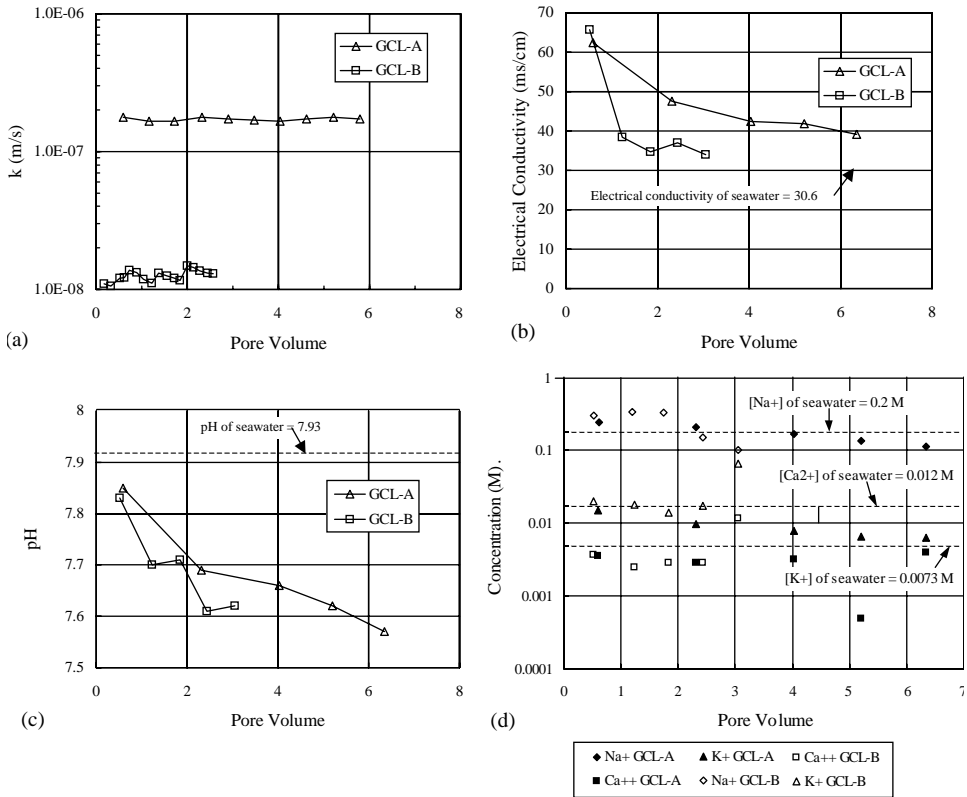 1.0E-06
1.0E-07
1.0E-08
k (m/s)
GCL-A
GCL-B
0 2 4 6 8
Pore Volume
(a)
70
60
50
40
30
20
10
0
Electrical Conductivity (ms/cm)
GCL-A
GCL-B
Electrical conductivity of seawater = 30.6
0 2 4 6 8
Pore Volume
(b)
8
7.9
7.8
7.7
7.6
7.5
pH
pH of seawater = 7.93
GCL-A
GCL-B
0 2 4 6 8
Pore Volume
(c)
1
0.1
0.01
0.001
0.0001
Concentration (M) .
[Na+] of seawater = 0.2 M
[Ca2+] of seawater = 0.012 M
[K+] of seawater = 0.0073 M
0 1 2 3 4 5 6 7
Pore Volume
(d)
Na+ GCL-A K+ GCL-A Ca++ GCL-B
Ca++ GCL-A Na+ GCL-B K+ GCL-B